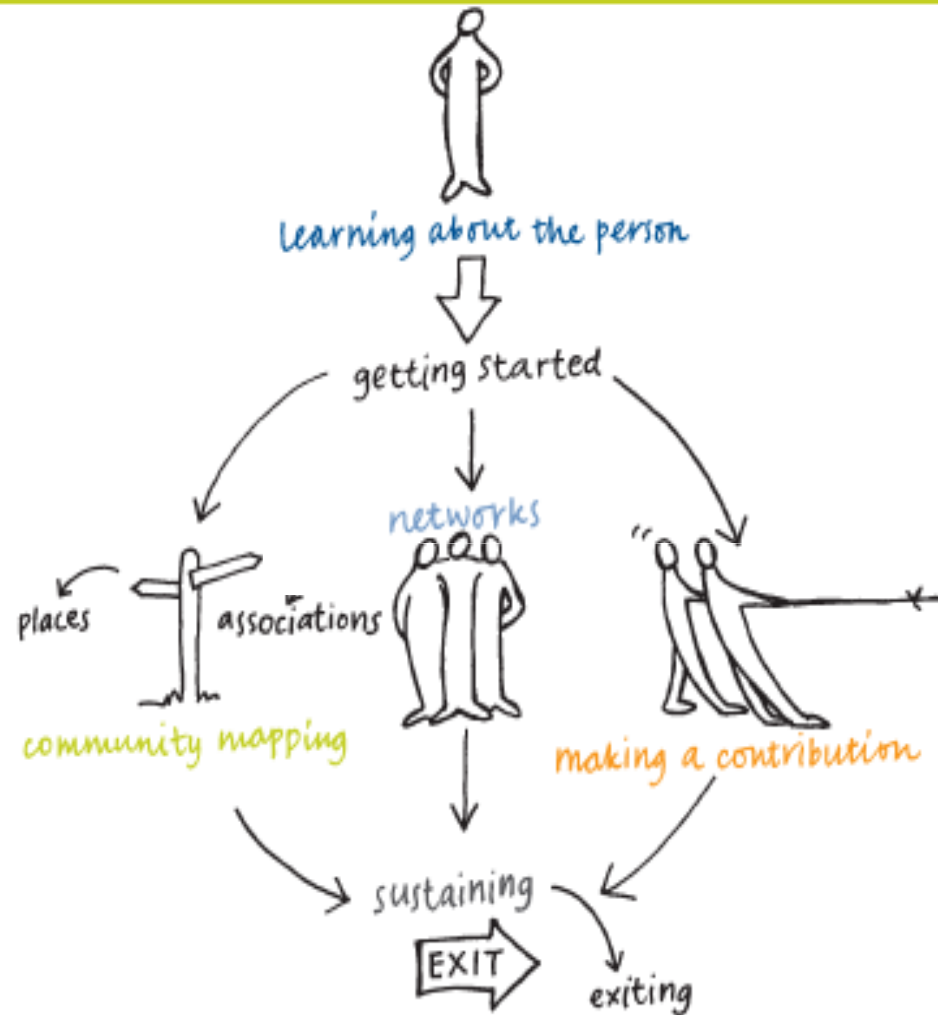 learning about the person
getting started
networks
places
associations
community mapping
making a contribution
sustaining
EXIT
exiting